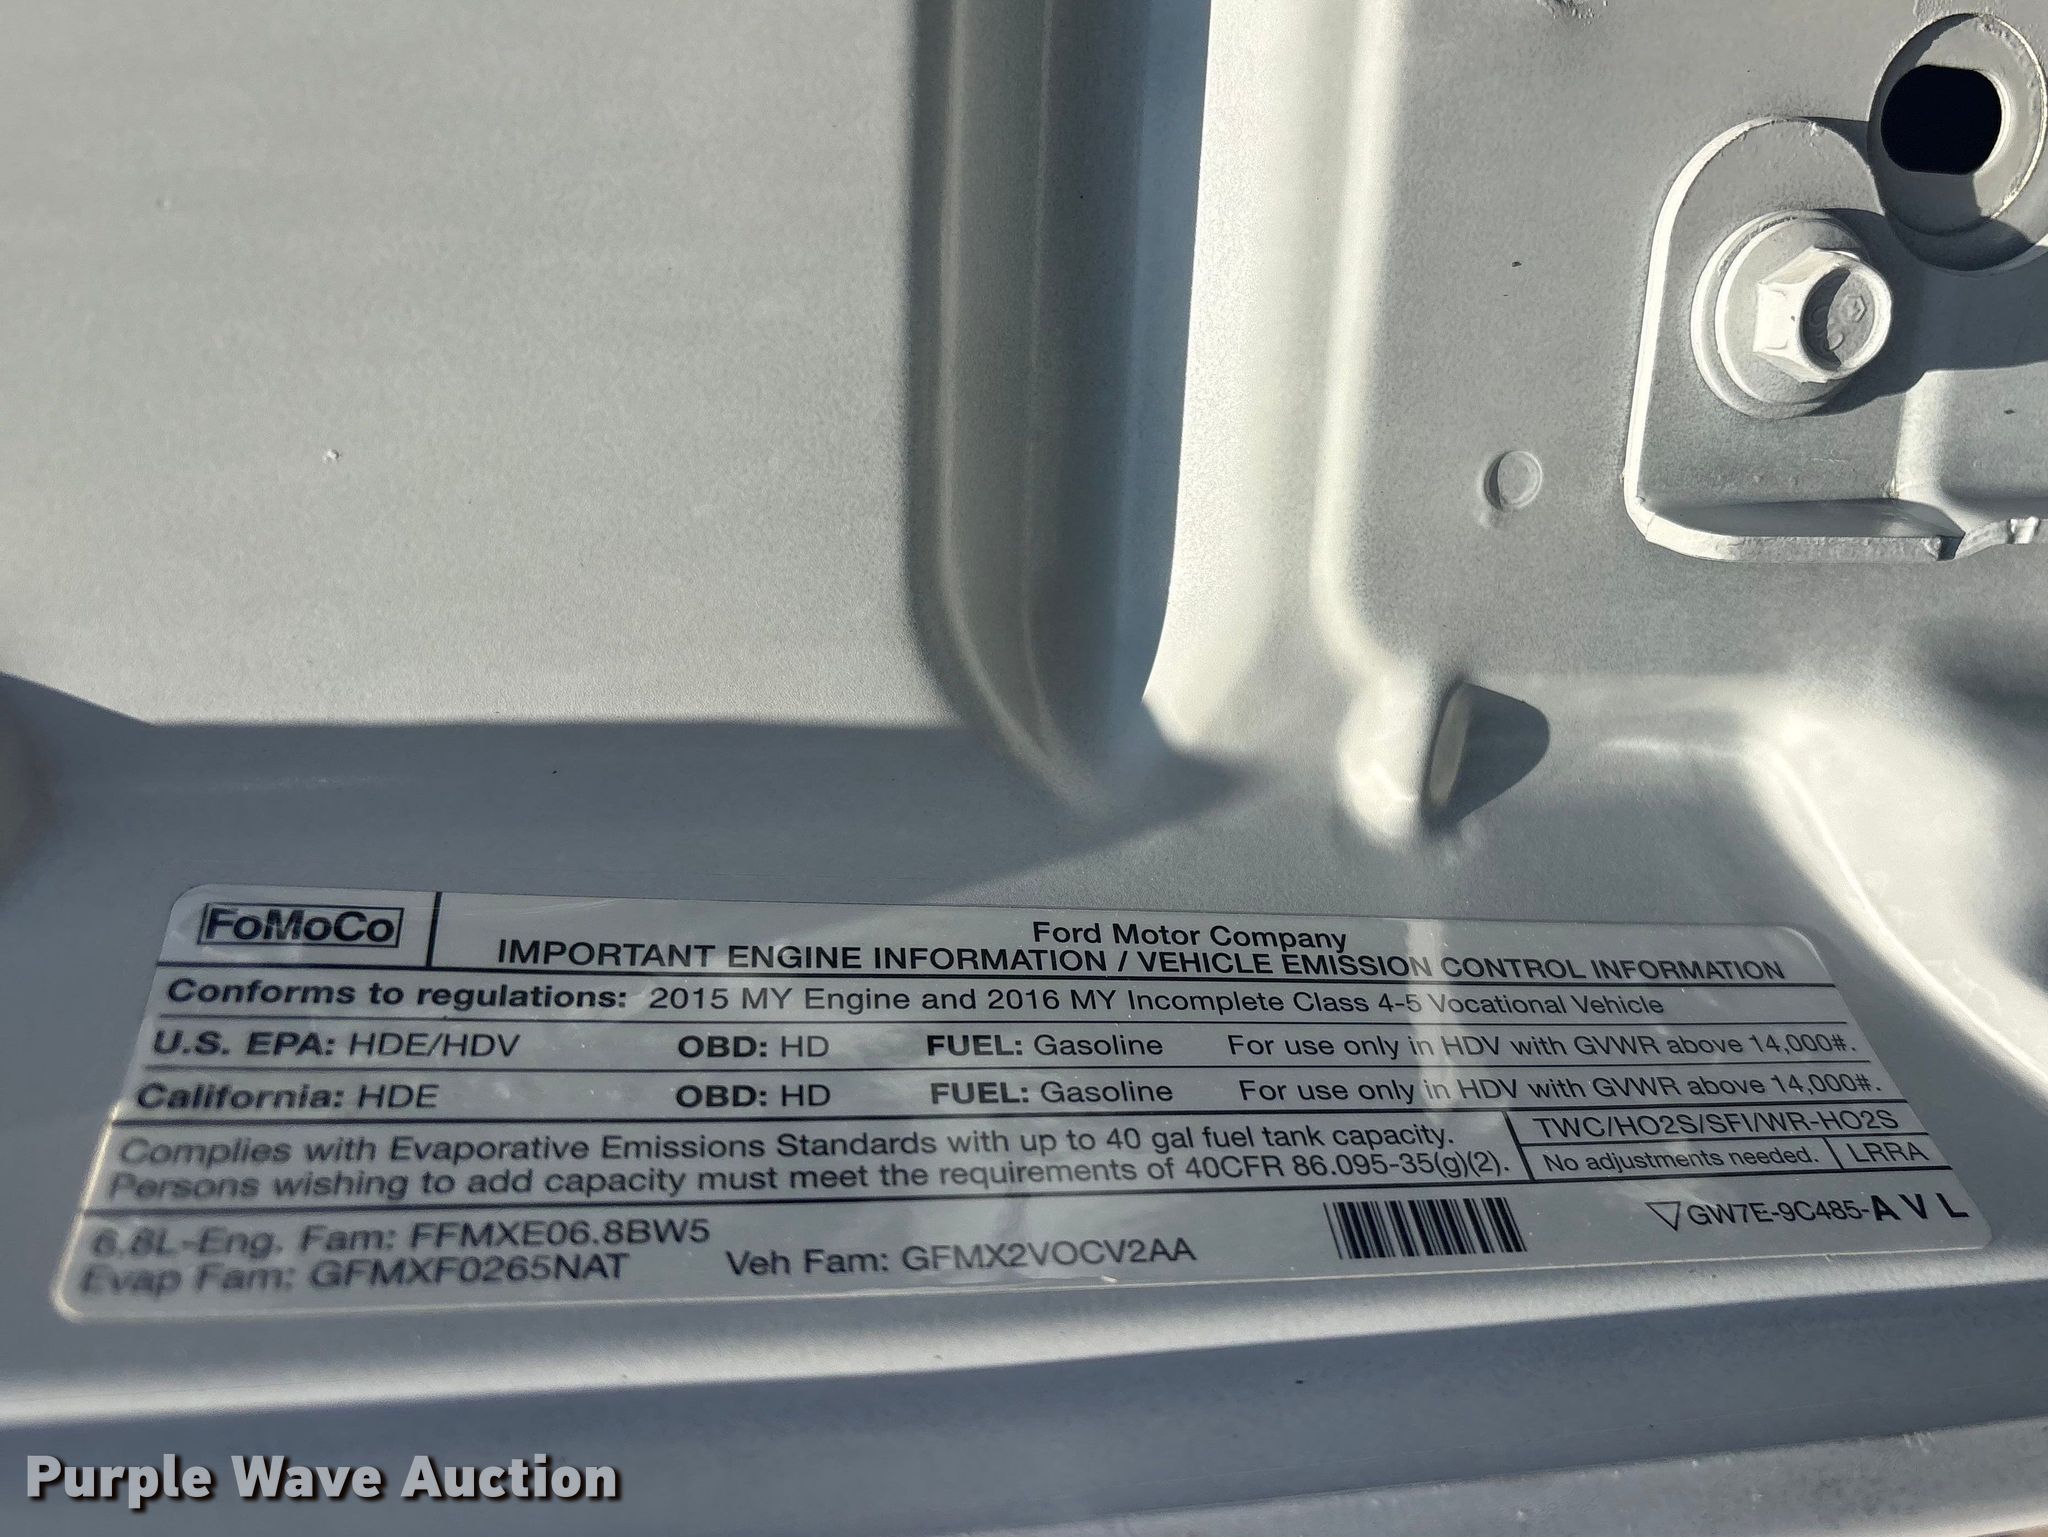 FoMoCo
Ford Motor Company
IMPORTANT ENGINE INFORMATION / VEHICLE EMISSION CONTROL INFORMATION
Conforms to regulations: 2015 MY Engine and 2016 MY Incomplete Class 4-5 Vocational Vehicle
U.S. EPA: HDE/HDV OBD: HD FUEL: Gasoline For use only in HDV with GVWR above 14,000#.
California: HDE OBD: HD FUEL: Gasoline For use only in HDV with GVWR above 14,000#.
Complies with Evaporative Emissions Standards with up to 40 gal fuel tank capacity.
Persons wishing to add capacity must meet the requirements of 40CFR 86.095-35(g)(2).
TWC/HO2S/SFI/WR-HO2S
No adjustments needed. LRRA
6.8L-Eng. Fam: FFMXE06.8BW5
Evap Fam: GFMXF0265NAT
Veh Fam: GFMX2VOCV2AA
GW7E-9C485-A V L
Purple Wave Auction